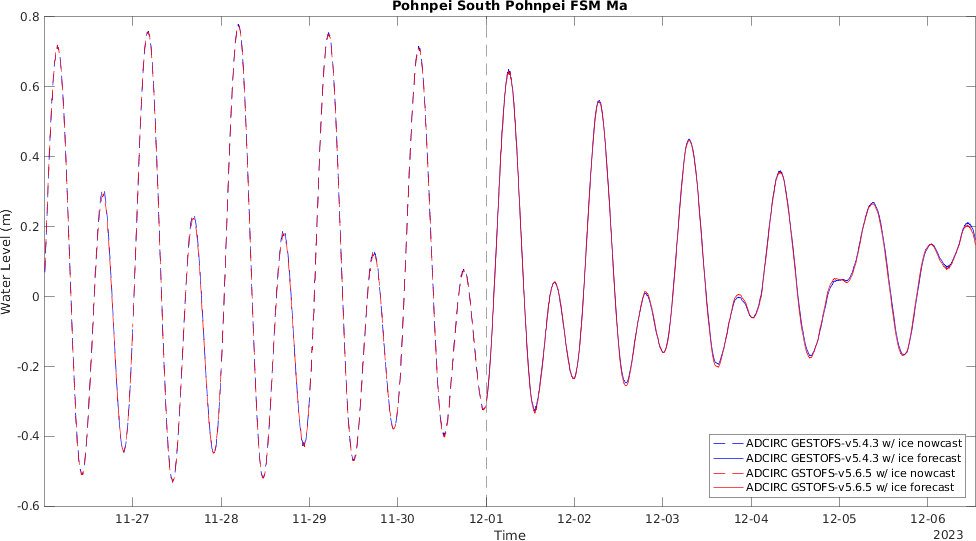 Pohnpei South Pohnpei FSM Ma
0.8
0.6
0.4
0.2
0
-0.2
-0.4
-0.6
Water Level (m)
11-27 11-28 11-29 11-30 12-01 12-02 12-03 12-04 12-05 12-06
Time
2023
ADCIRC GESTOFS-v5.4.3 w/ ice nowcast
ADCIRC GESTOFS-v5.4.3 w/ ice forecast
ADCIRC GSTOFS-v5.6.5 w/ ice nowcast
ADCIRC GSTOFS-v5.6.5 w/ ice forecast